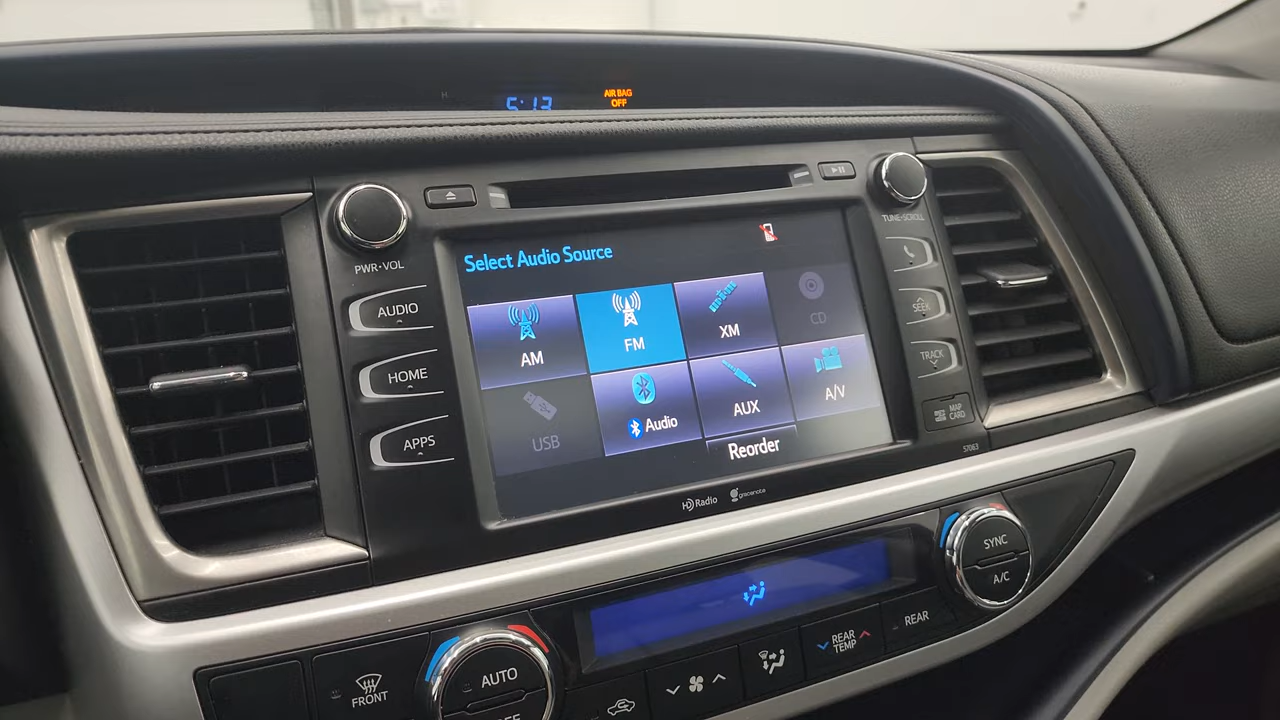 5:13
AIR BAG
OFF
PWR·VOL
TUNE·SCROLL
AUDIO
HOME
APPS
Select Audio Source
AM
FM
XM
CD
USB
Audio
AUX
A/V
Reorder
SEEK
TRACK
MAP
CARD
57063
HD Radio
gracenote
SYNC
A/C
REAR
REAR
TEMP
AUTO
FRONT